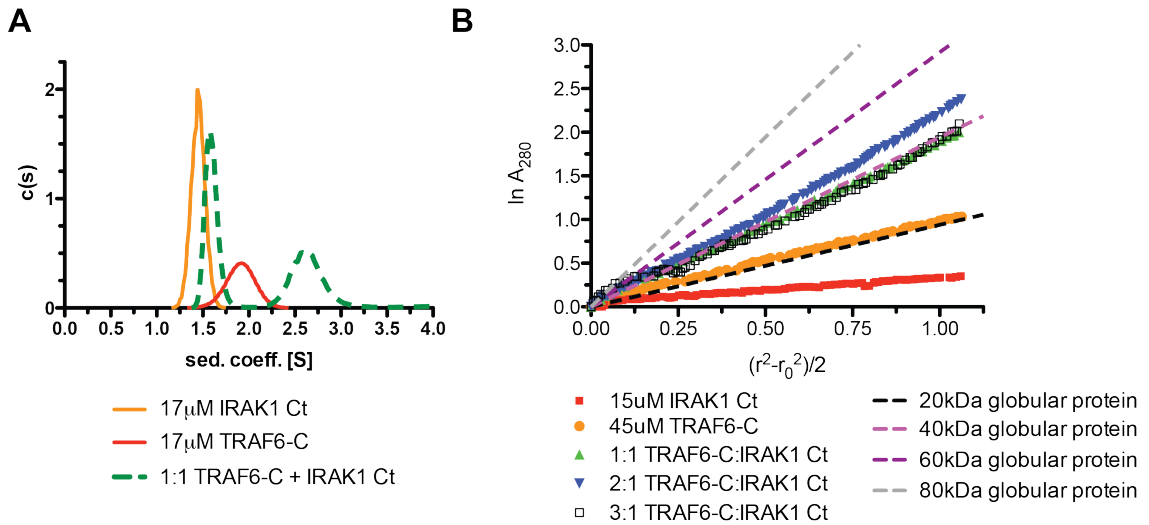 A
c(s)
2
1
0
0.0 0.5 1.0 1.5 2.0 2.5 3.0 3.5 4.0
sed. coeff. [S]
17μM IRAK1 Ct
17μM TRAF6-C
1:1 TRAF6-C + IRAK1 Ct
B
ln A280
3.0
2.5
2.0
1.5
1.0
0.5
0.0
0.00 0.25 0.50 0.75 1.00
(r²-r₀²)/2
15uM IRAK1 Ct
45uM TRAF6-C
1:1 TRAF6-C:IRAK1 Ct
2:1 TRAF6-C:IRAK1 Ct
3:1 TRAF6-C:IRAK1 Ct
20kDa globular protein
40kDa globular protein
60kDa globular protein
80kDa globular protein